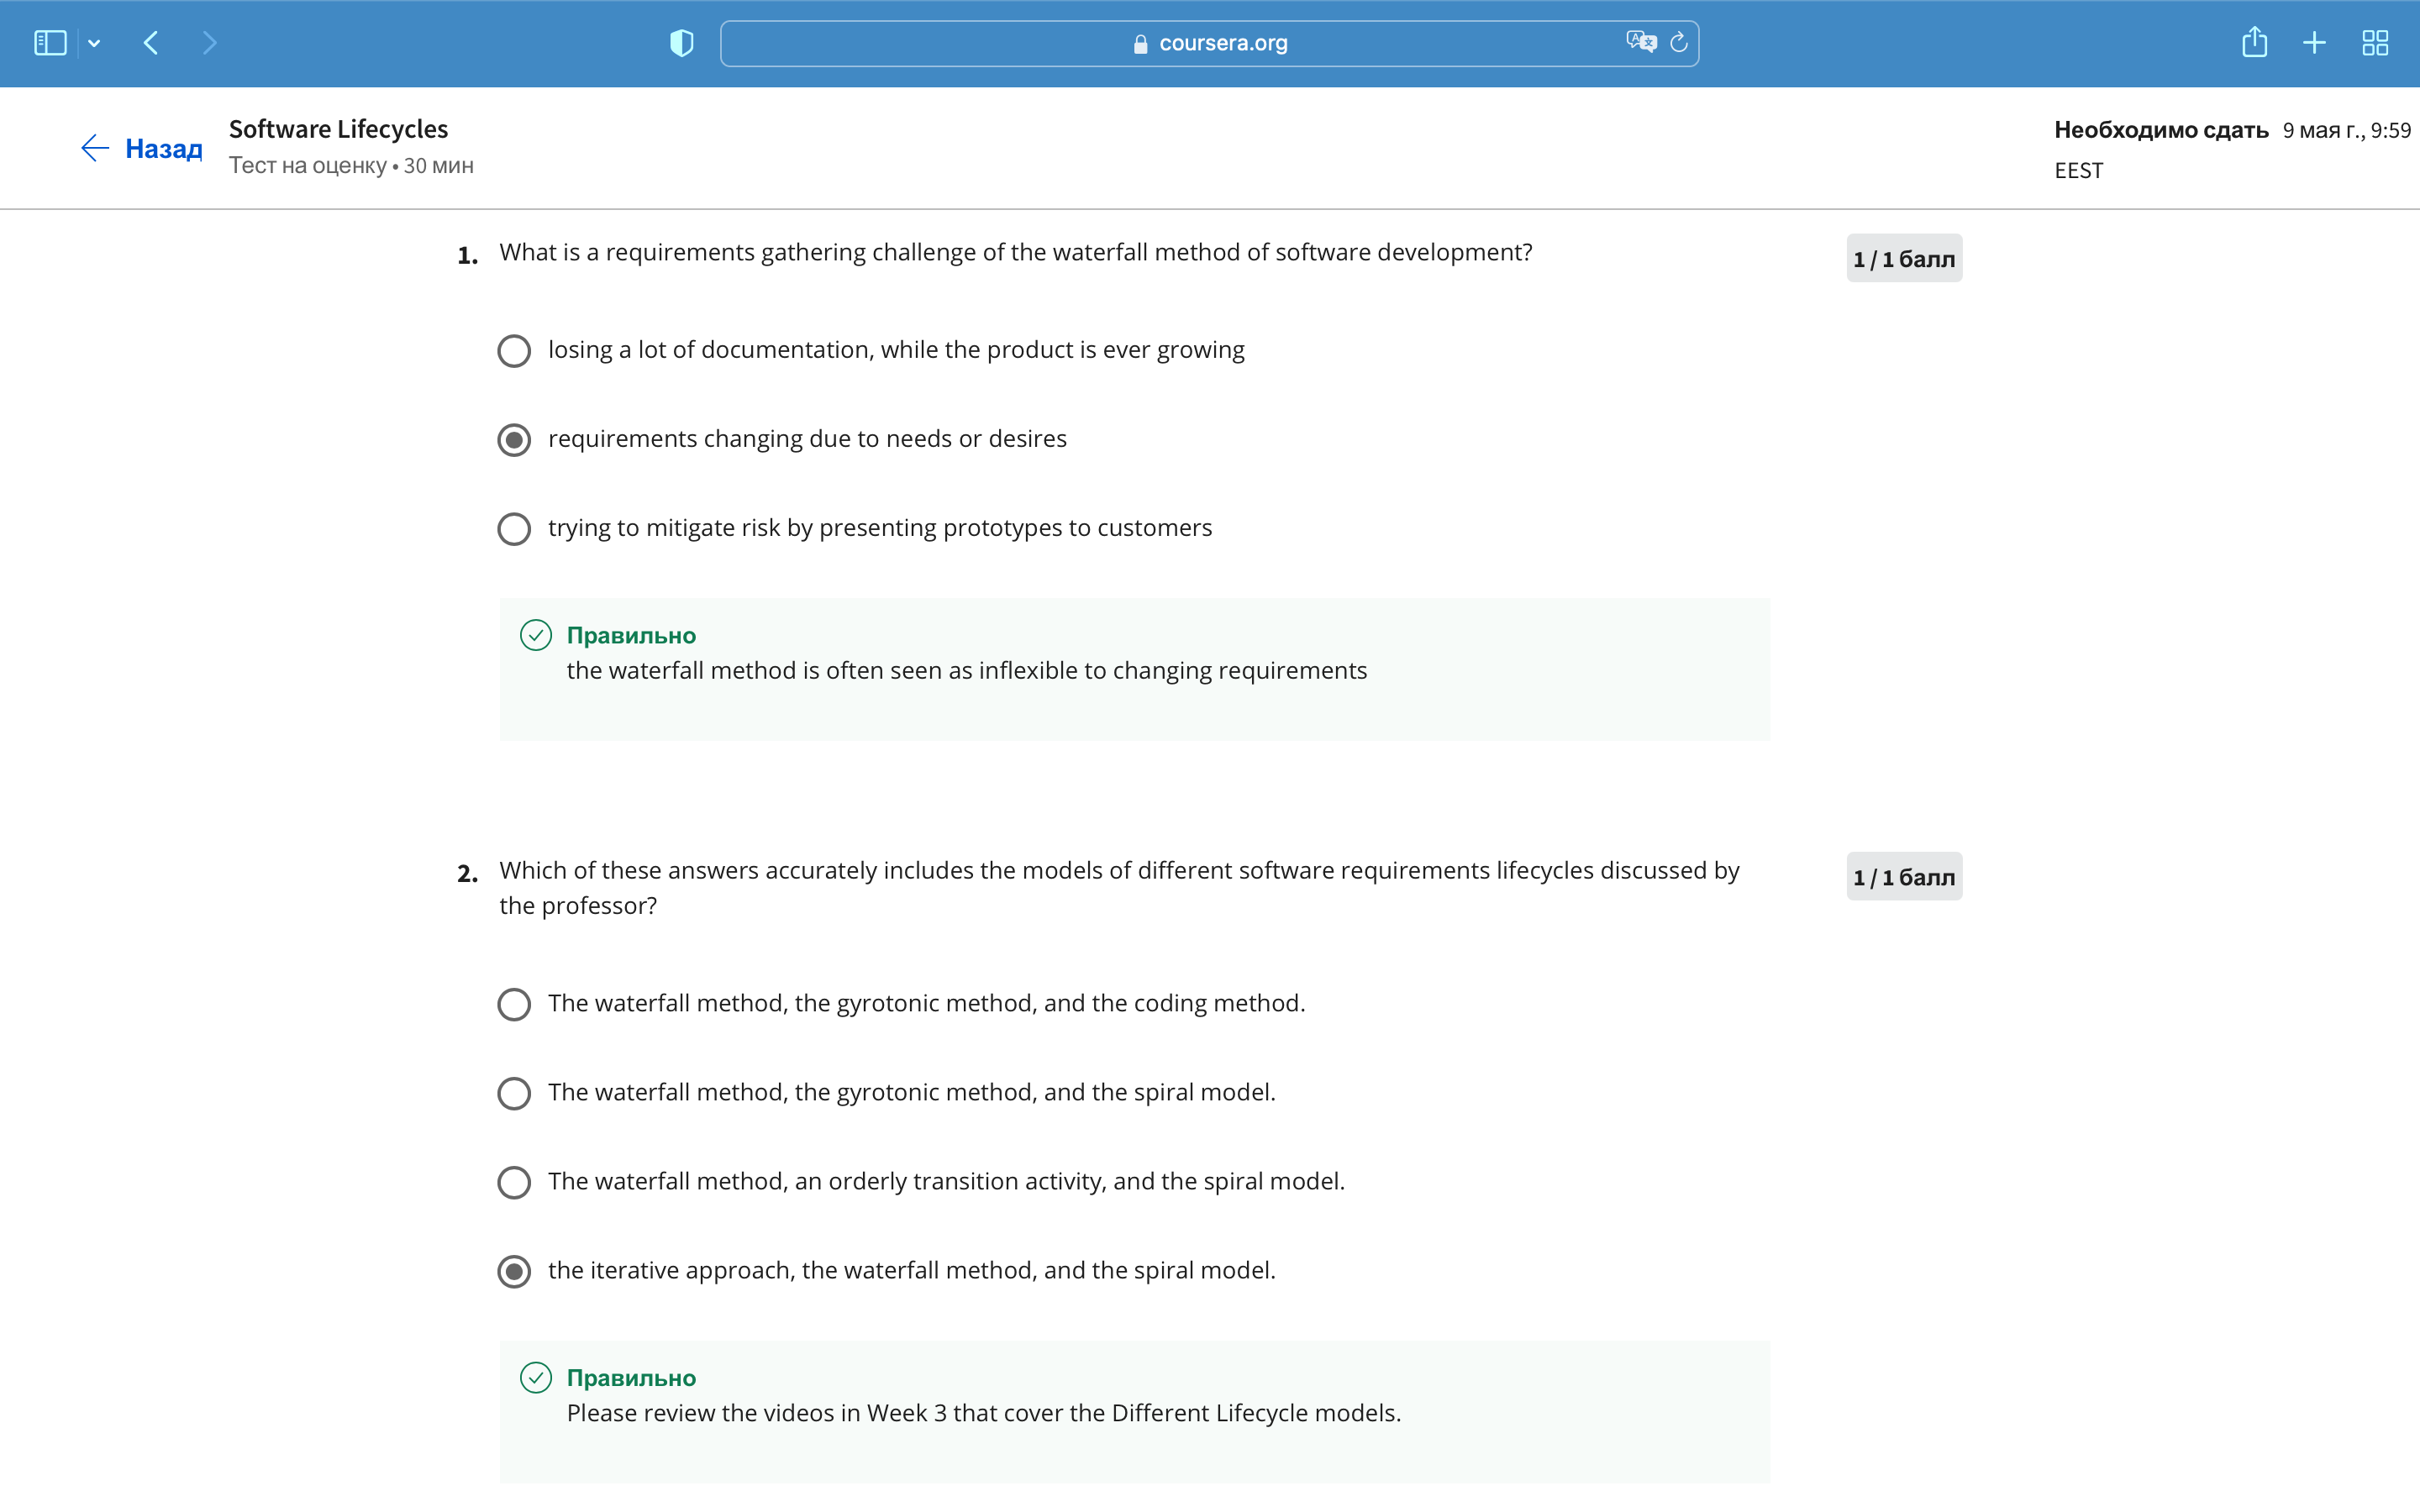 coursera.org
Назад
Software Lifecycles
Тест на оценку • 30 мин
Необходимо сдать 9 мая г., 9:59
EEST
1. What is a requirements gathering challenge of the waterfall method of software development?
1 / 1 балл
losing a lot of documentation, while the product is ever growing
requirements changing due to needs or desires
trying to mitigate risk by presenting prototypes to customers
Правильно
the waterfall method is often seen as inflexible to changing requirements
2. Which of these answers accurately includes the models of different software requirements lifecycles discussed by
the professor?
1 / 1 балл
The waterfall method, the gyrotonic method, and the coding method.
The waterfall method, the gyrotonic method, and the spiral model.
The waterfall method, an orderly transition activity, and the spiral model.
the iterative approach, the waterfall method, and the spiral model.
Правильно
Please review the videos in Week 3 that cover the Different Lifecycle models.